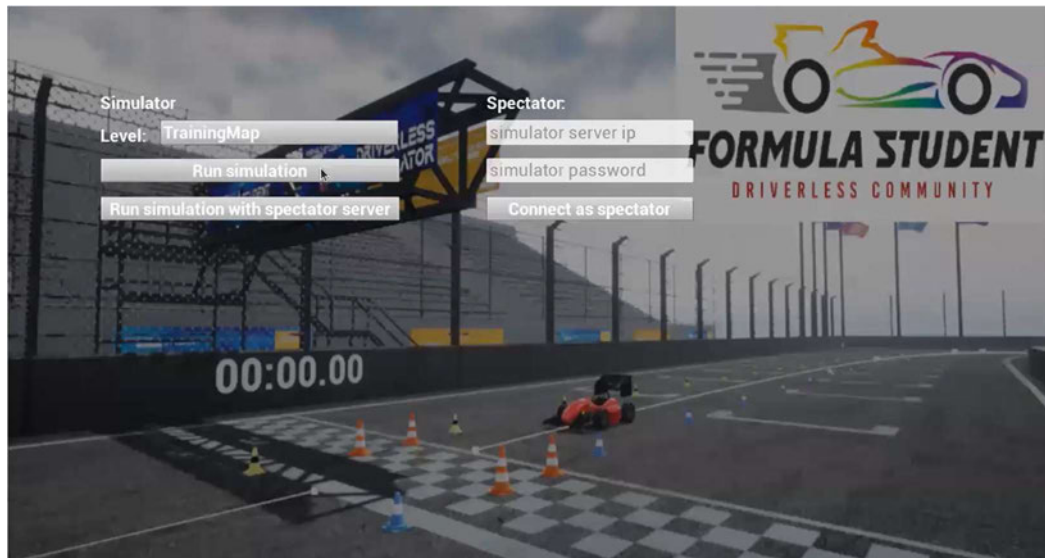 Simulator
Level: TrainingMap
Run simulation
Run simulation with spectator server
Spectator:
simulator server ip
simulator password
Connect as spectator
FORMULA STUDENT
DRIVERLESS COMMUNITY
DRIVERLESS
00:00.00